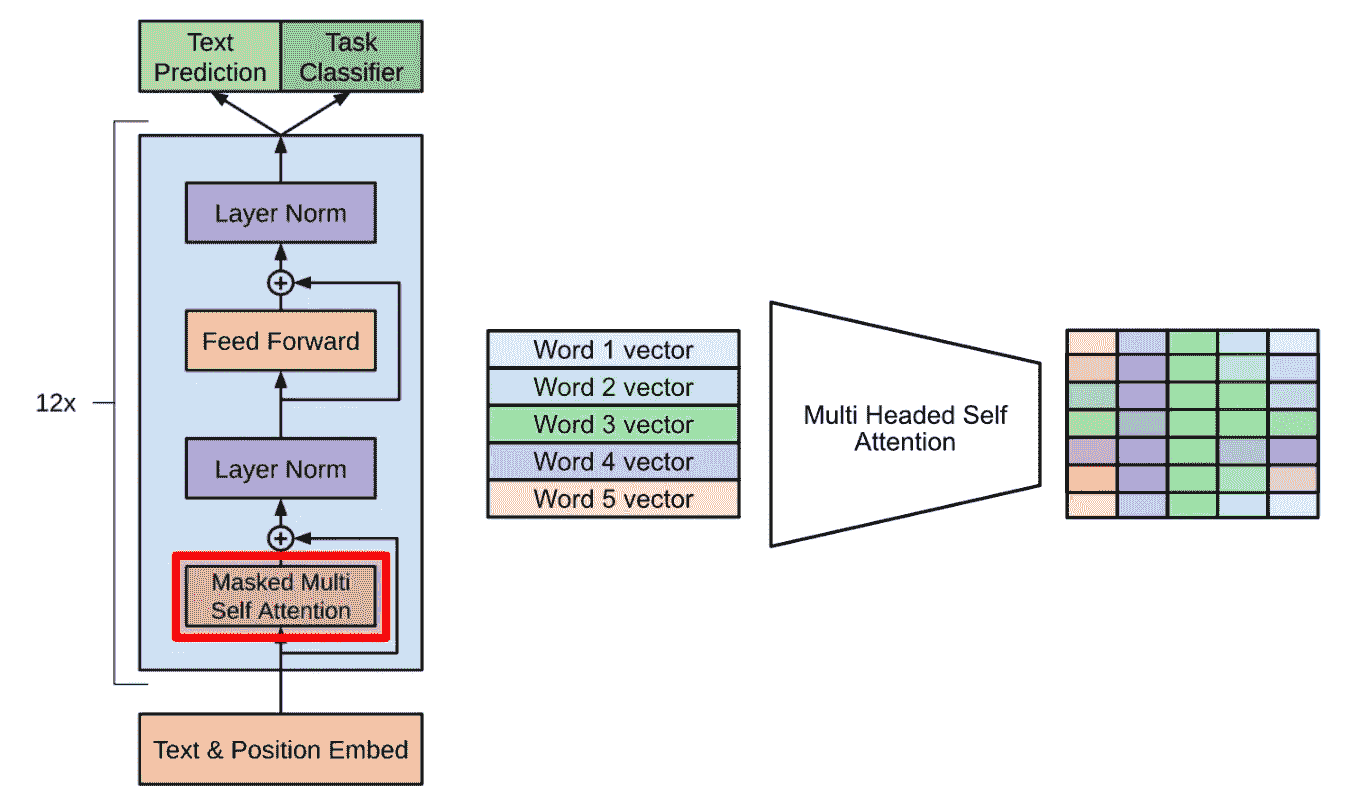 Text
Prediction
Task
Classifier
Layer Norm
Feed Forward
12x
Layer Norm
Masked Multi
Self Attention
Text & Position Embed
Word 1 vector
Word 2 vector
Word 3 vector
Word 4 vector
Word 5 vector
Multi Headed Self
Attention